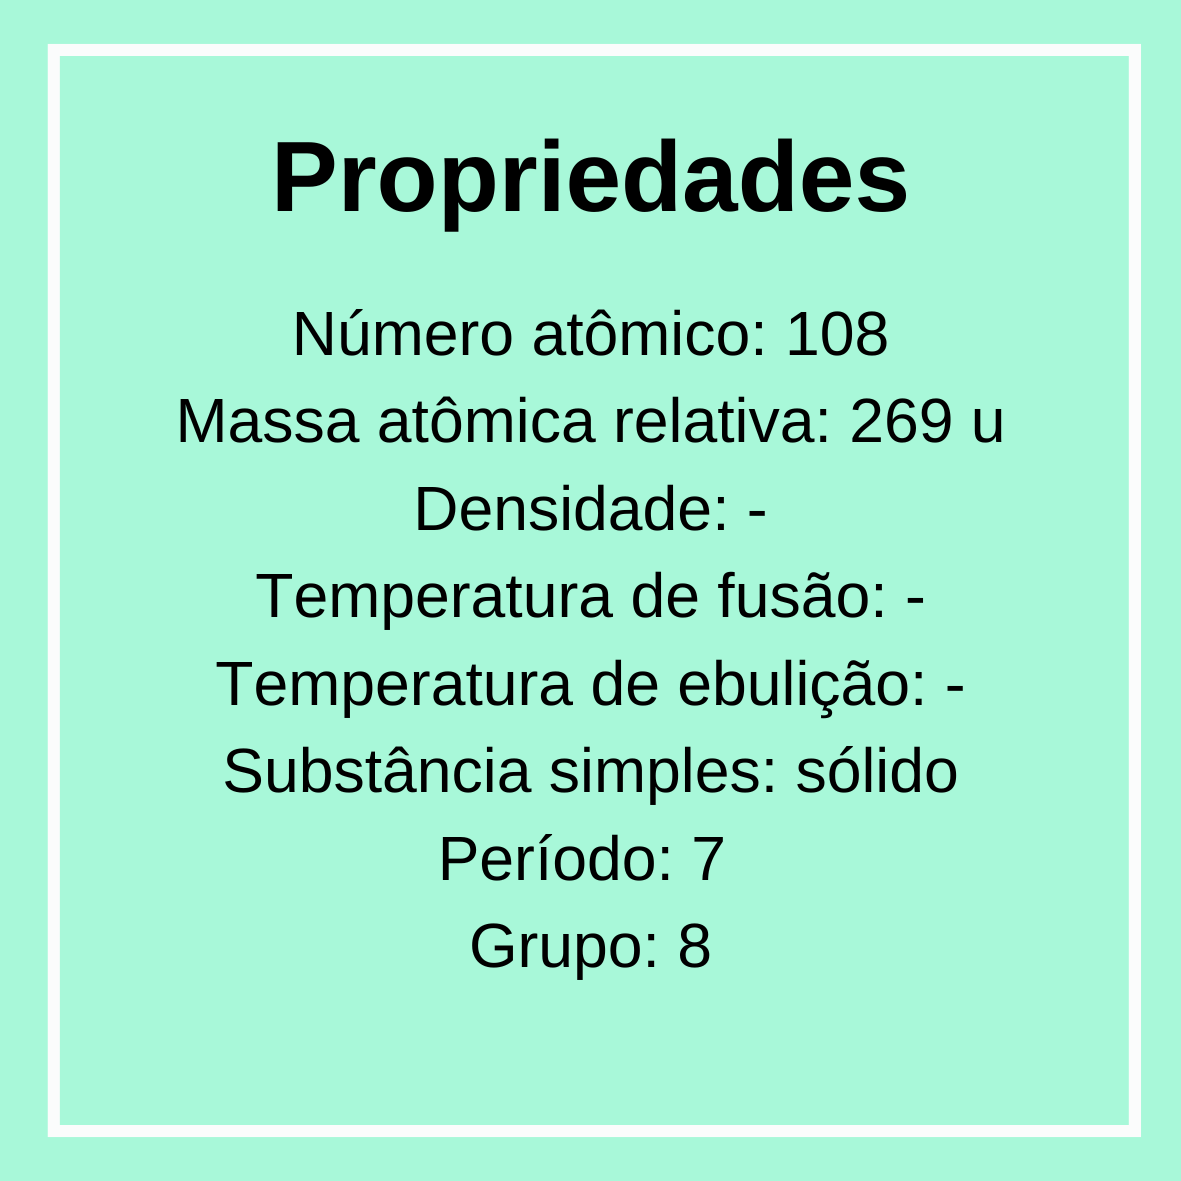 Propriedades
Número atômico: 108
Massa atômica relativa: 269 u
Densidade: -
Temperatura de fusão: -
Temperatura de ebulição: -
Substância simples: sólido
Período: 7
Grupo: 8